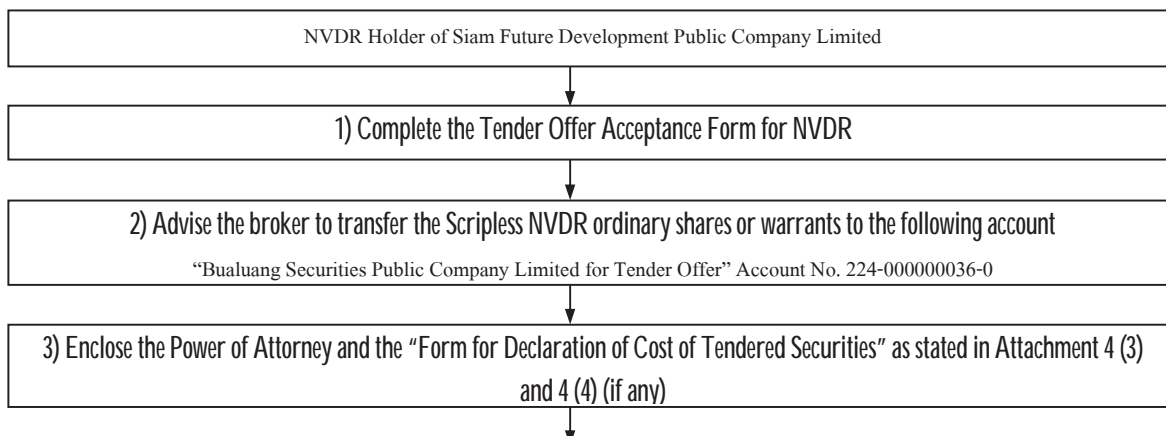 NVDR Holder of Siam Future Development Public Company Limited
1) Complete the Tender Offer Acceptance Form for NVDR
2) Advise the broker to transfer the Scripless NVDR ordinary shares or warrants to the following account
“Bualuang Securities Public Company Limited for Tender Offer” Account No. 224-000000036-0
3) Enclose the Power of Attorney and the “Form for Declaration of Cost of Tendered Securities” as stated in Attachment 4 (3)
and 4 (4) (if any)